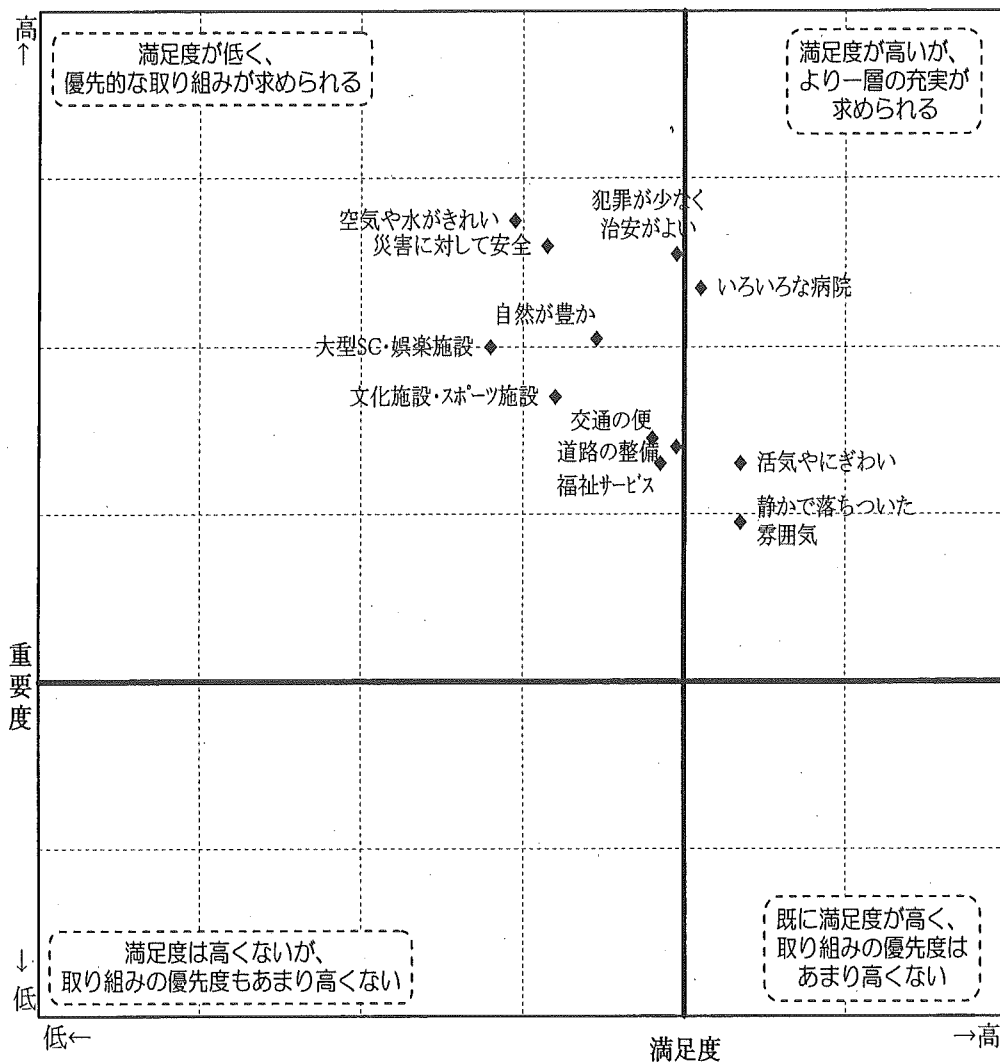 高
↑
満足度が低く、
優先的な取り組みが求められる
満足度が高いが、
より一層の充実が
求められる
犯罪が少なく
治安がよい
空気や水がきれい
災害に対して安全
いろいろな病院
自然が豊か
大型SC・娯楽施設
文化施設・スポーツ施設
交通の便
道路の整備
福祉サービス
活気やにぎわい
静かで落ちついた
雰囲気
重
要
度
満足度は高くないが、
取り組みの優先度もあまり高くない
既に満足度が高く、
取り組みの優先度は
あまり高くない
↓
低
低←
満足度
→高